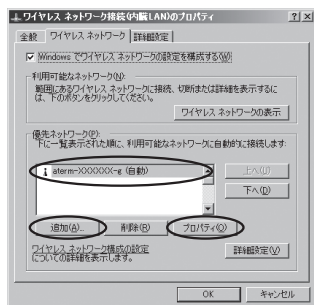 ワイヤレス ネットワーク接続(内蔵LAN)のプロパティ
全般 ワイヤレス ネットワーク 詳細設定
Windows でワイヤレス ネットワークの設定を構成する(W)
利用可能なネットワーク(N):
範囲にあるワイヤレス ネットワークに接続、切断または詳細を表示するに
は、下のボタンをクリックしてください。
ワイヤレス ネットワークの表示
優先ネットワーク(P):
下に一覧表示された順に、利用可能なネットワークに自動的に接続します:
aterm-XXXXXX-g (自動)
上へ(U)
下へ(D)
追加(A)... 削除(R) プロパティ(O)
ワイヤレス ネットワーク構成の設定
についての詳細を表示します。
詳細設定(V)
OK キャンセル